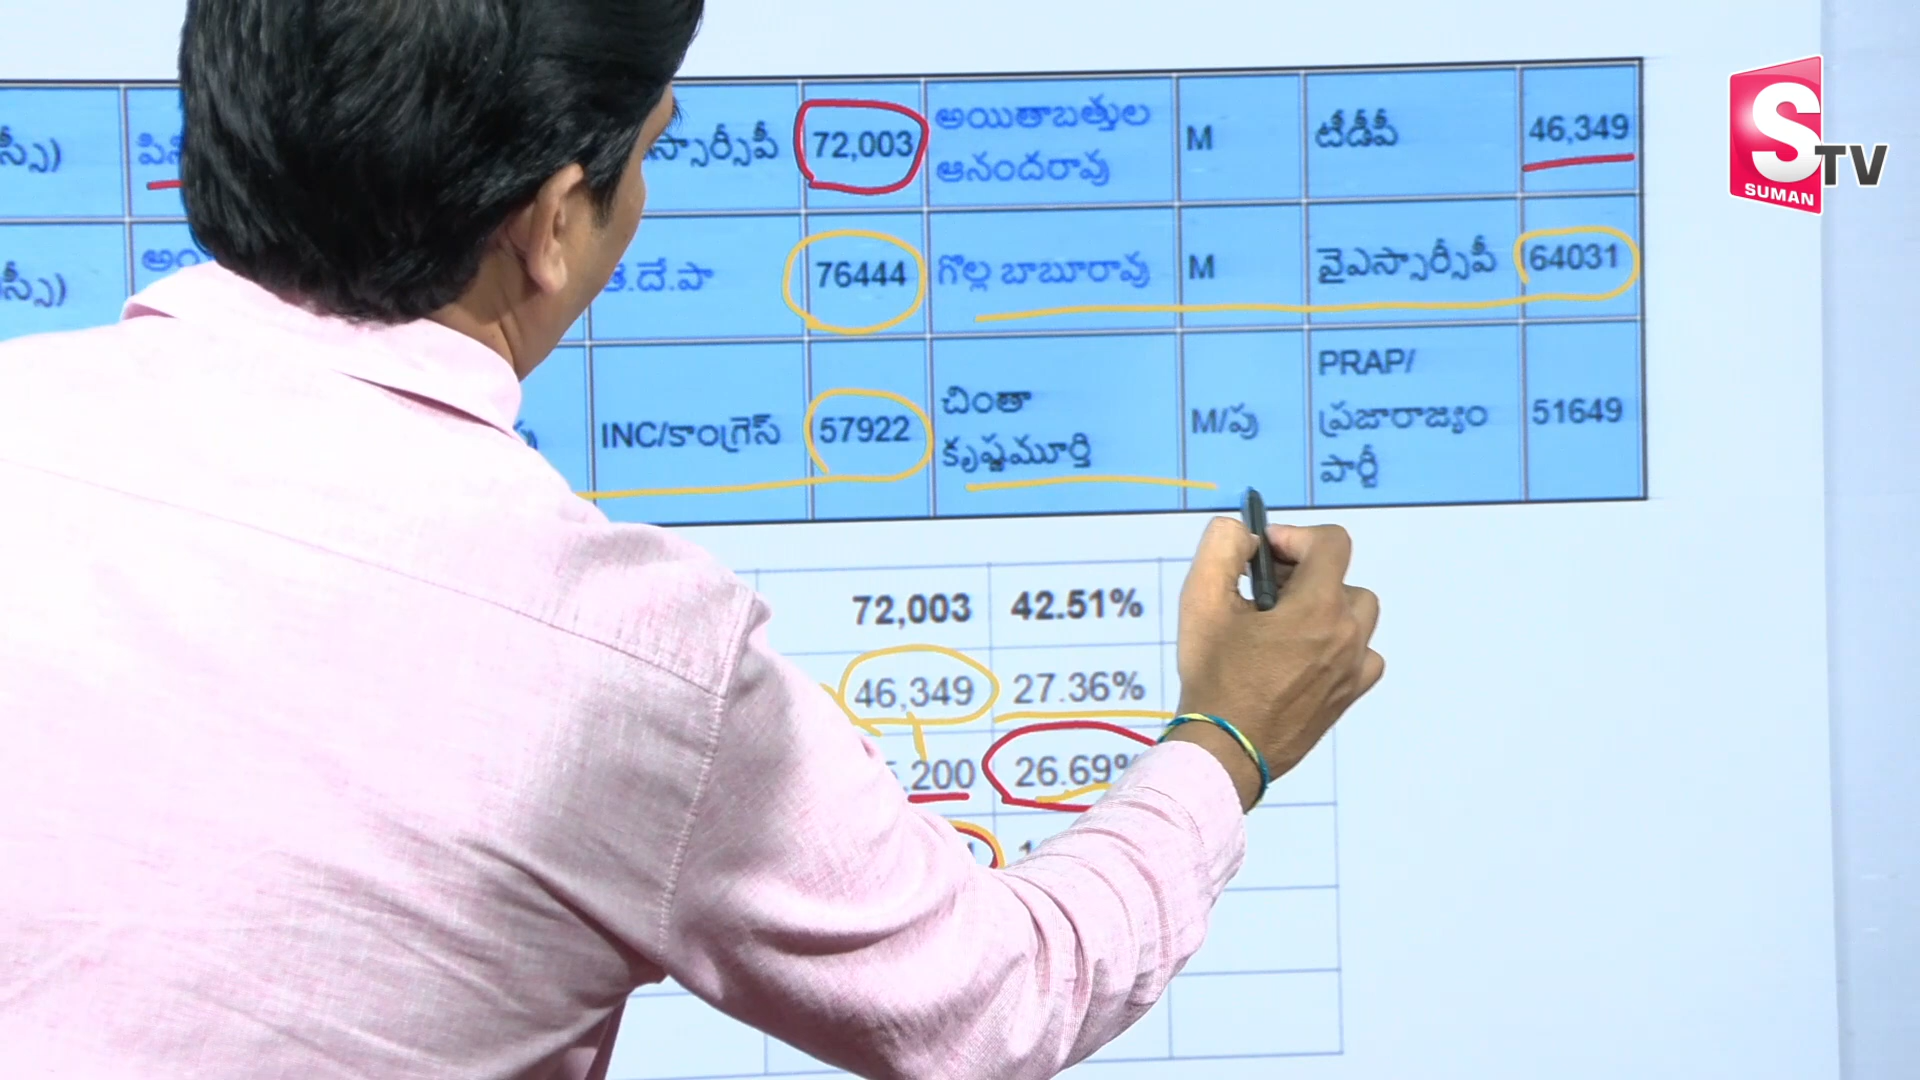 72,003 అయితాబత్తుల M టీడీపీ 46,349
ఆనందరావు
76444 గొల్ల బాబూరావు M వైఎస్సార్సీపీ 64031
INC/కాంగ్రెస్ 57922 చింతా M/పు PRAP/ 51649
కృష్ణమూర్తి ప్రజారాజ్యం
పార్టీ
72,003 42.51%
46,349 27.36%
,200 26.69%
S
SUMAN
TV